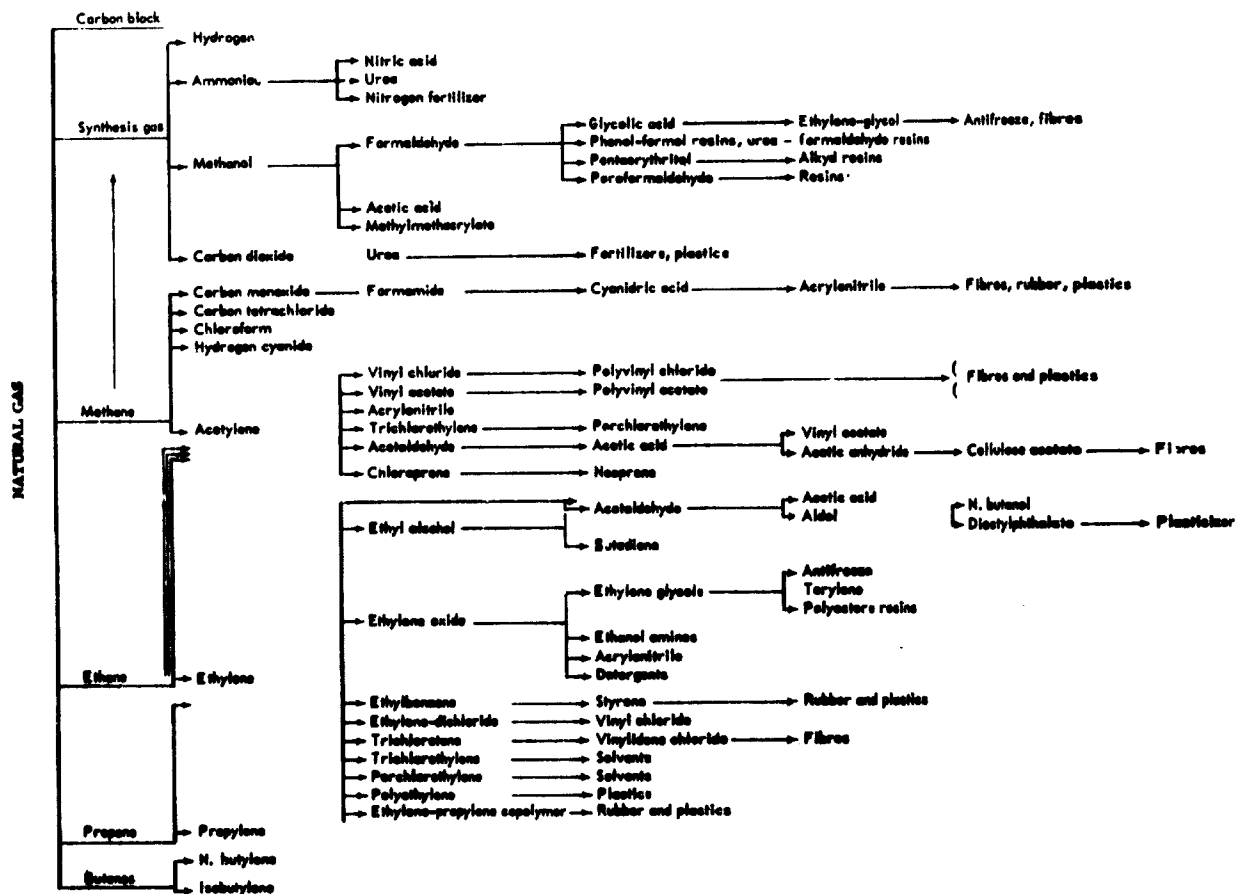 Carbon black
Hydrogen
Ammonia
Nitric acid
Urea
Nitrogen fertilizer
Synthesis gas
Methanol
Formaldehyde
Glycolic acid
Ethylene-glycol
Antifreeze, fibres
Phenol-formol resins, urea - formaldehyde resins
Pentaerythritol
Alkyd resins
Paraformaldehyde
Resins
Acetic acid
Methylmethacrylate
Carbon dioxide
Urea
Fertilizers, plastics
Carbon monoxide
Formamide
Cyanidric acid
Acrylonitrile
Fibres, rubber, plastics
Carbon tetrachloride
Chloroform
Hydrogen cyanide
NATURAL GAS
Methane
Acetylene
Vinyl chloride
Polyvinyl chloride
Fibres and plastics
Vinyl acetate
Polyvinyl acetate
Acrylonitrile
Trichlorethylene
Perchlorethylene
Acetaldehyde
Acetic acid
Vinyl acetate
Acetic anhydride
Cellulose acetate
Fibres
Chloroprene
Neoprene
Ethane
Ethylene
Ethyl alcohol
Acetaldehyde
Acetic acid
Aldol
N. butanol
Dioctylphthalate
Plasticizer
Butadiene
Ethylene oxide
Ethylene glycols
Antifreeze
Terylene
Polyesters resins
Ethanol amines
Acrylonitrile
Detergents
Ethylbenzene
Styrene
Rubber and plastics
Ethylene-dichloride
Vinyl chloride
Trichloretane
Vinylidene chloride
Fibres
Trichlorethylene
Solvents
Perchlorethylene
Solvents
Polyethylene
Plastics
Ethylene-propylene copolymer
Rubber and plastics
Propane
Propylene
Butanes
N. butylene
Isobutylene